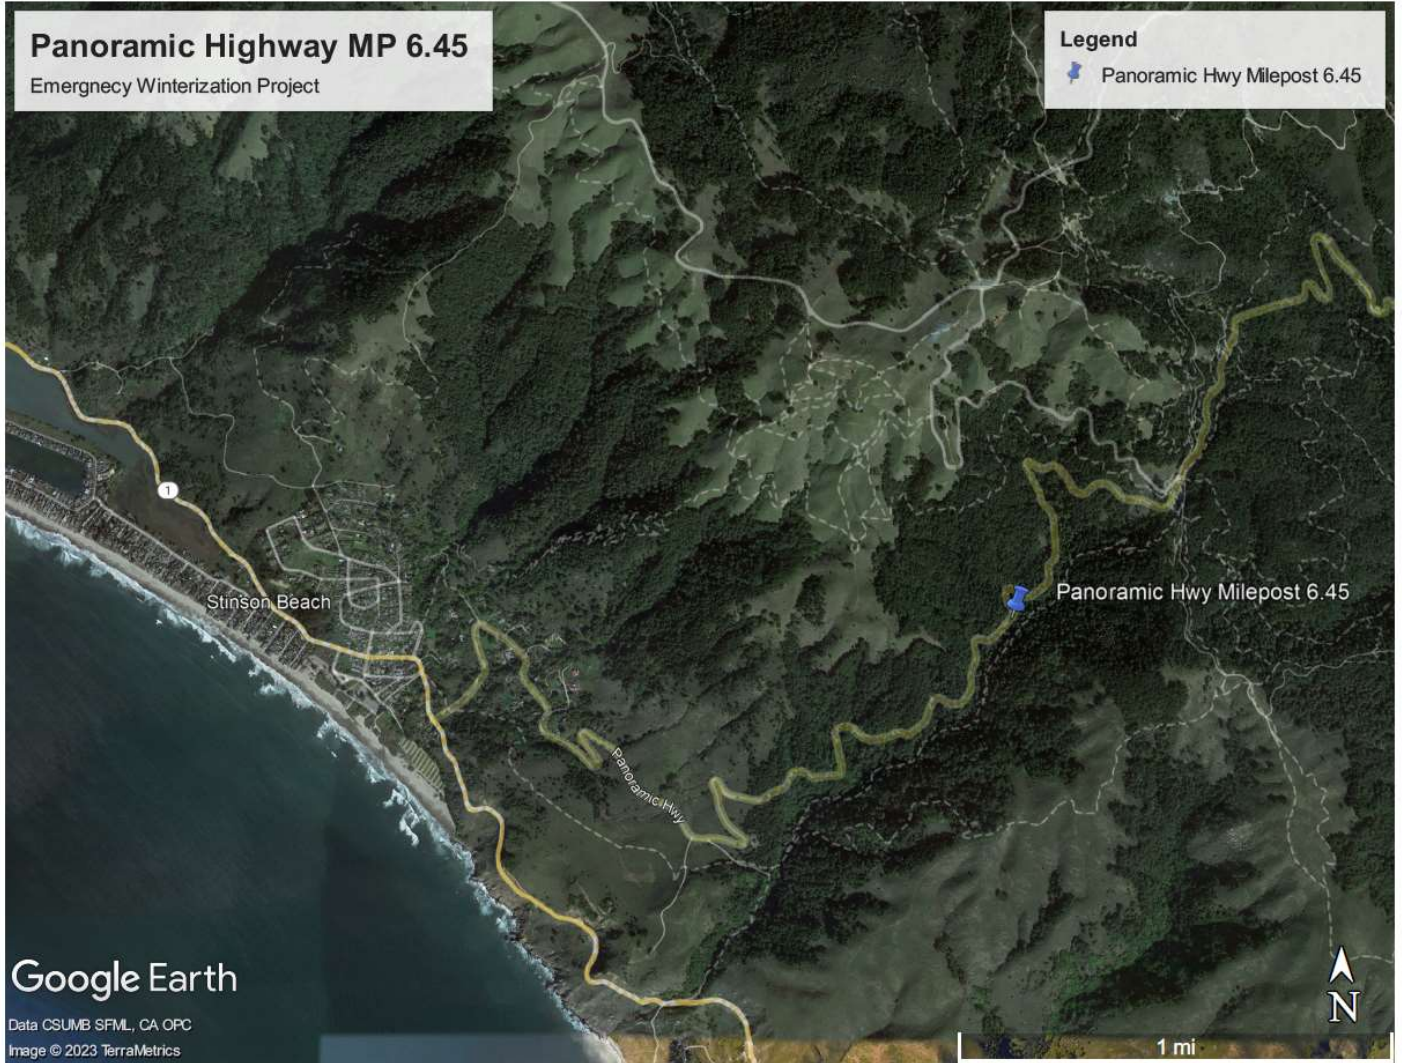 Panoramic Highway MP 6.45
Emergnecy Winterization Project
Legend
Panoramic Hwy Milepost 6.45
1
Stinson Beach
Panoramic Hwy Milepost 6.45
Panoramic Hwy
Google Earth
N
Data CSUMB SFML, CA OPC
Image © 2023 TerraMetrics
1 mi